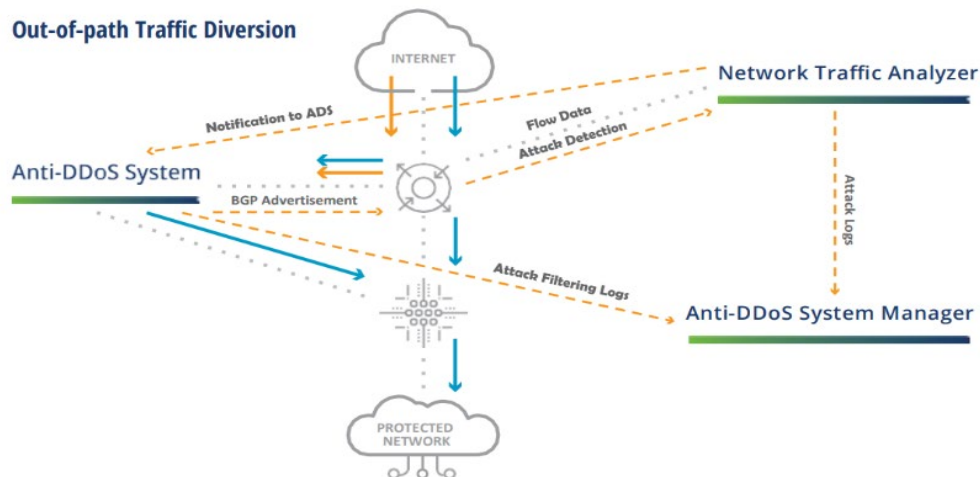 Out-of-path Traffic Diversion
INTERNET
Network Traffic Analyzer
Notification to ADS
Flow Data
Attack Detection
Anti-DDoS System
BGP Advertisement
Attack Logs
Attack Filtering Logs
Anti-DDoS System Manager
PROTECTED
NETWORK